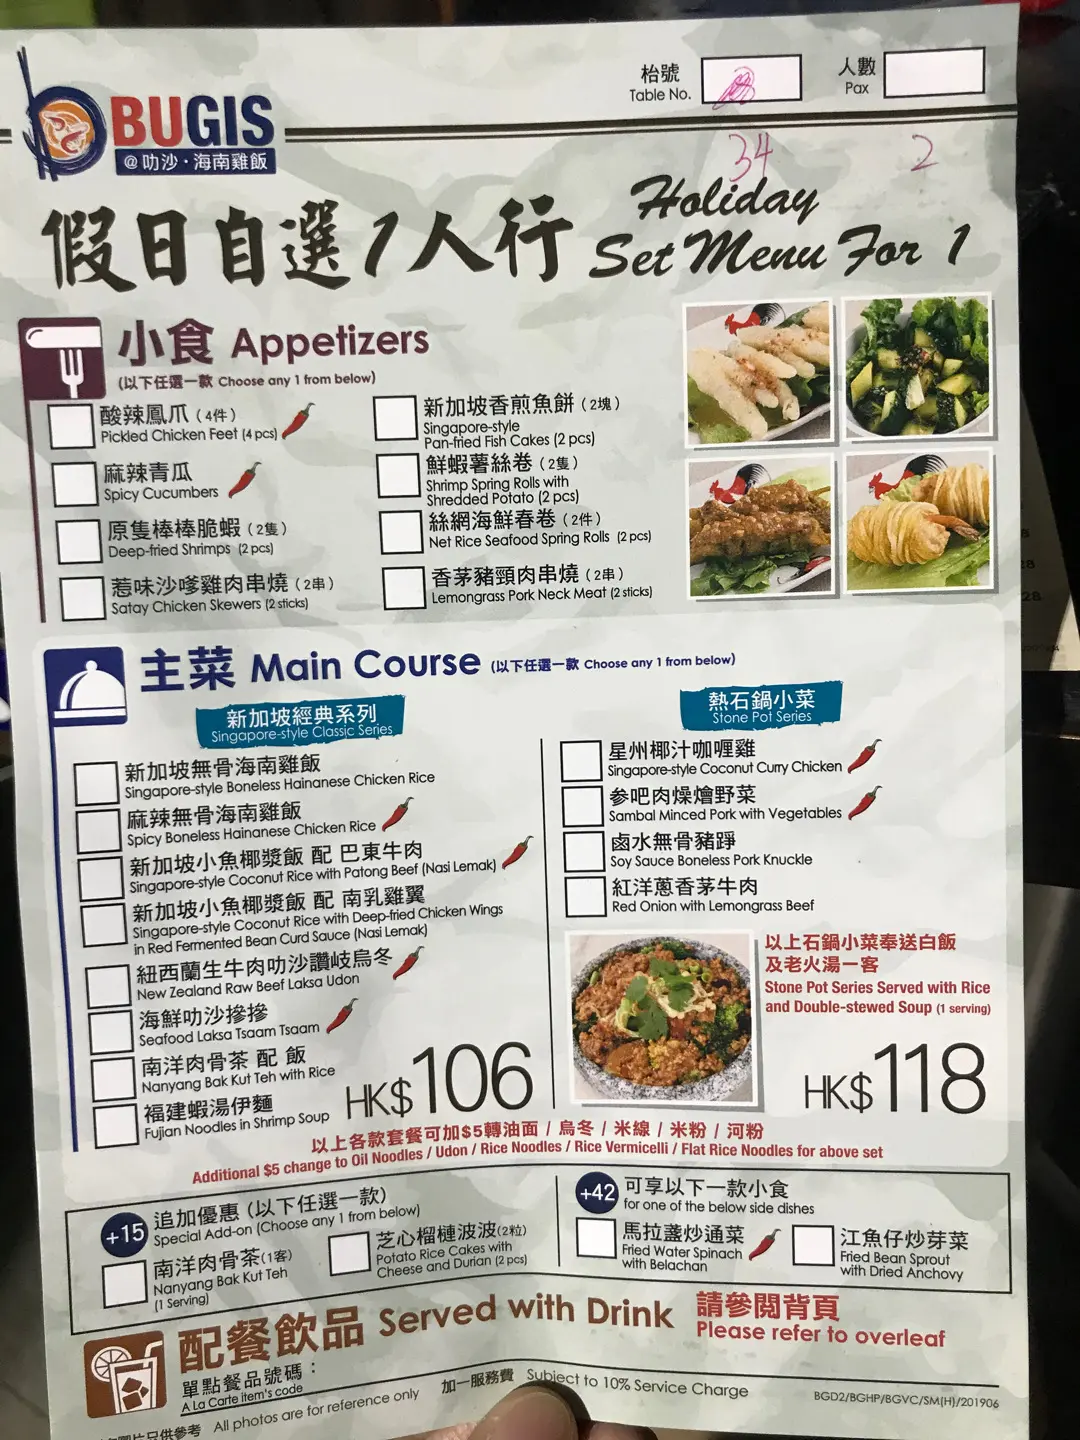 枱號
Table No.
人數
Pax
BUGIS
@叻沙·海南雞飯
34
2
假日自選1人行
Holiday
Set Menu For 1
小食 Appetizers
(以下任選一款 Choose any 1 from below)
酸辣鳳爪（4件）
Pickled Chicken Feet (4 pcs)
麻辣青瓜
Spicy Cucumbers
原隻棒棒脆蝦（2隻）
Deep-fried Shrimps (2 pcs)
惹味沙嗲雞肉串燒（2串）
Satay Chicken Skewers (2 sticks)
新加坡香煎魚餅（2塊）
Singapore-style
Pan-fried Fish Cakes (2 pcs)
鮮蝦薯絲卷（2隻）
Shrimp Spring Rolls with
Shredded Potato (2 pcs)
絲網海鮮春卷（2件）
Net Rice Seafood Spring Rolls (2 pcs)
香茅豬頸肉串燒（2串）
Lemongrass Pork Neck Meat (2 sticks)
主菜 Main Course (以下任選一款 Choose any 1 from below)
新加坡經典系列
Singapore-style Classic Series
新加坡無骨海南雞飯
Singapore-style Boneless Hainanese Chicken Rice
麻辣無骨海南雞飯
Spicy Boneless Hainanese Chicken Rice
新加坡小魚椰漿飯 配 巴東牛肉
Singapore-style Coconut Rice with Patong Beef (Nasi Lemak)
新加坡小魚椰漿飯 配 南乳雞翼
Singapore-style Coconut Rice with Deep-fried Chicken Wings
in Red Fermented Bean Curd Sauce (Nasi Lemak)
紐西蘭生牛肉叻沙讚岐烏冬
New Zealand Raw Beef Laksa Udon
海鮮叻沙摻摻
Seafood Laksa Tsaam Tsaam
南洋肉骨茶 配 飯
Nanyang Bak Kut Teh with Rice
福建蝦湯伊麵
Fujian Noodles in Shrimp Soup
HK$106
熱石鍋小菜
Stone Pot Series
星州椰汁咖喱雞
Singapore-style Coconut Curry Chicken
參吧肉燥燴野菜
Sambal Minced Pork with Vegetables
鹵水無骨豬踭
Soy Sauce Boneless Pork Knuckle
紅洋蔥香茅牛肉
Red Onion with Lemongrass Beef
以上石鍋小菜奉送白飯
及老火湯一客
Stone Pot Series Served with Rice
and Double-stewed Soup (1 serving)
HK$118
以上各款套餐可加$5轉油面 / 烏冬 / 米線 / 米粉 / 河粉
Additional $5 change to Oil Noodles / Udon / Rice Noodles / Rice Vermicelli / Flat Rice Noodles for above set
+15
追加優惠（以下任選一款）
Special Add-on (Choose any 1 from below)
南洋肉骨茶(1客)
Nanyang Bak Kut Teh
(1 Serving)
芝心榴槤波波(2粒)
Potato Rice Cakes with
Cheese and Durian (2 pcs)
+42
可享以下一款小食
for one of the below side dishes
馬拉盞炒通菜
Fried Water Spinach
with Belachan
江魚仔炒芽菜
Fried Bean Sprout
with Dried Anchovy
配餐飲品 Served with Drink
請參閱背頁
Please refer to overleaf
單點餐品號碼：
A La Carte item's code
加一服務費 Subject to 10% Service Charge
BGD2/BGHP/BGVC/SM(H)/201906
圖片只供參考 All photos are for reference only